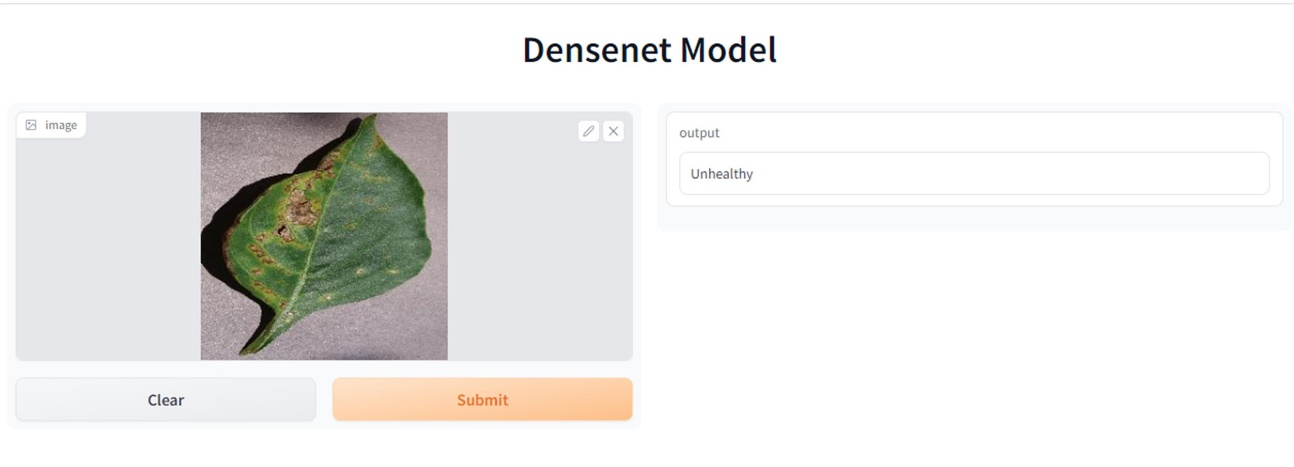 Densenet Model
image
output
Unhealthy
Clear
Submit